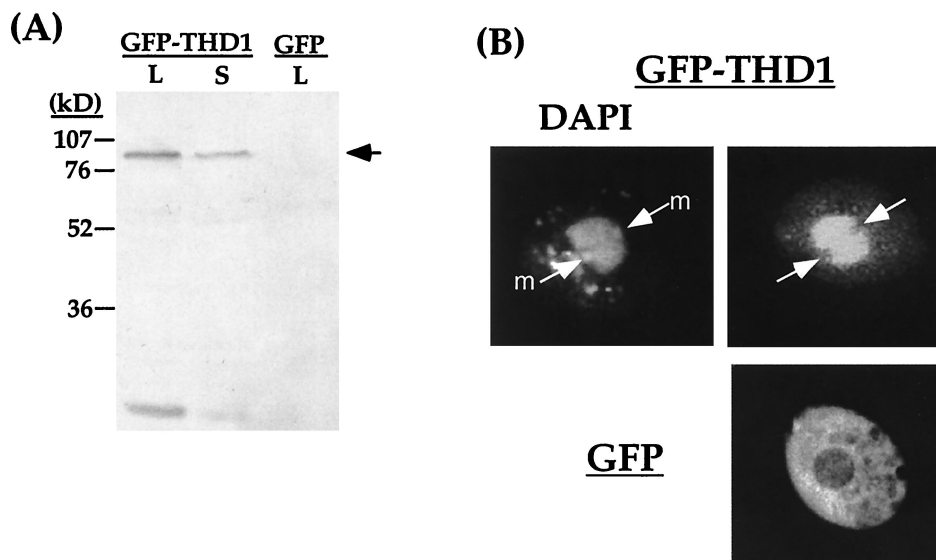 (A)
GFP-THD1 GFP
L S L
(kD)
107
76
52
36
(B)
GFP-THD1
DAPI
m
m
GFP